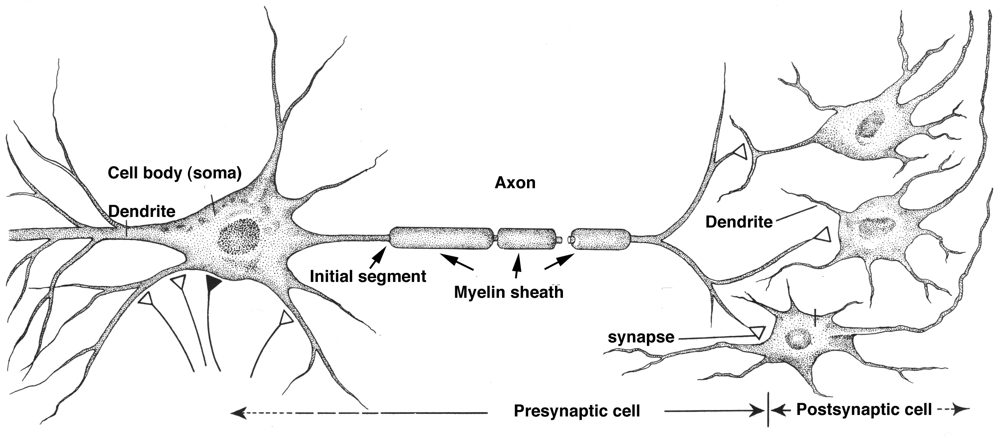 Cell body (soma)
Dendrite
Axon
Initial segment
Myelin sheath
Dendrite
synapse
Presynaptic cell
Postsynaptic cell